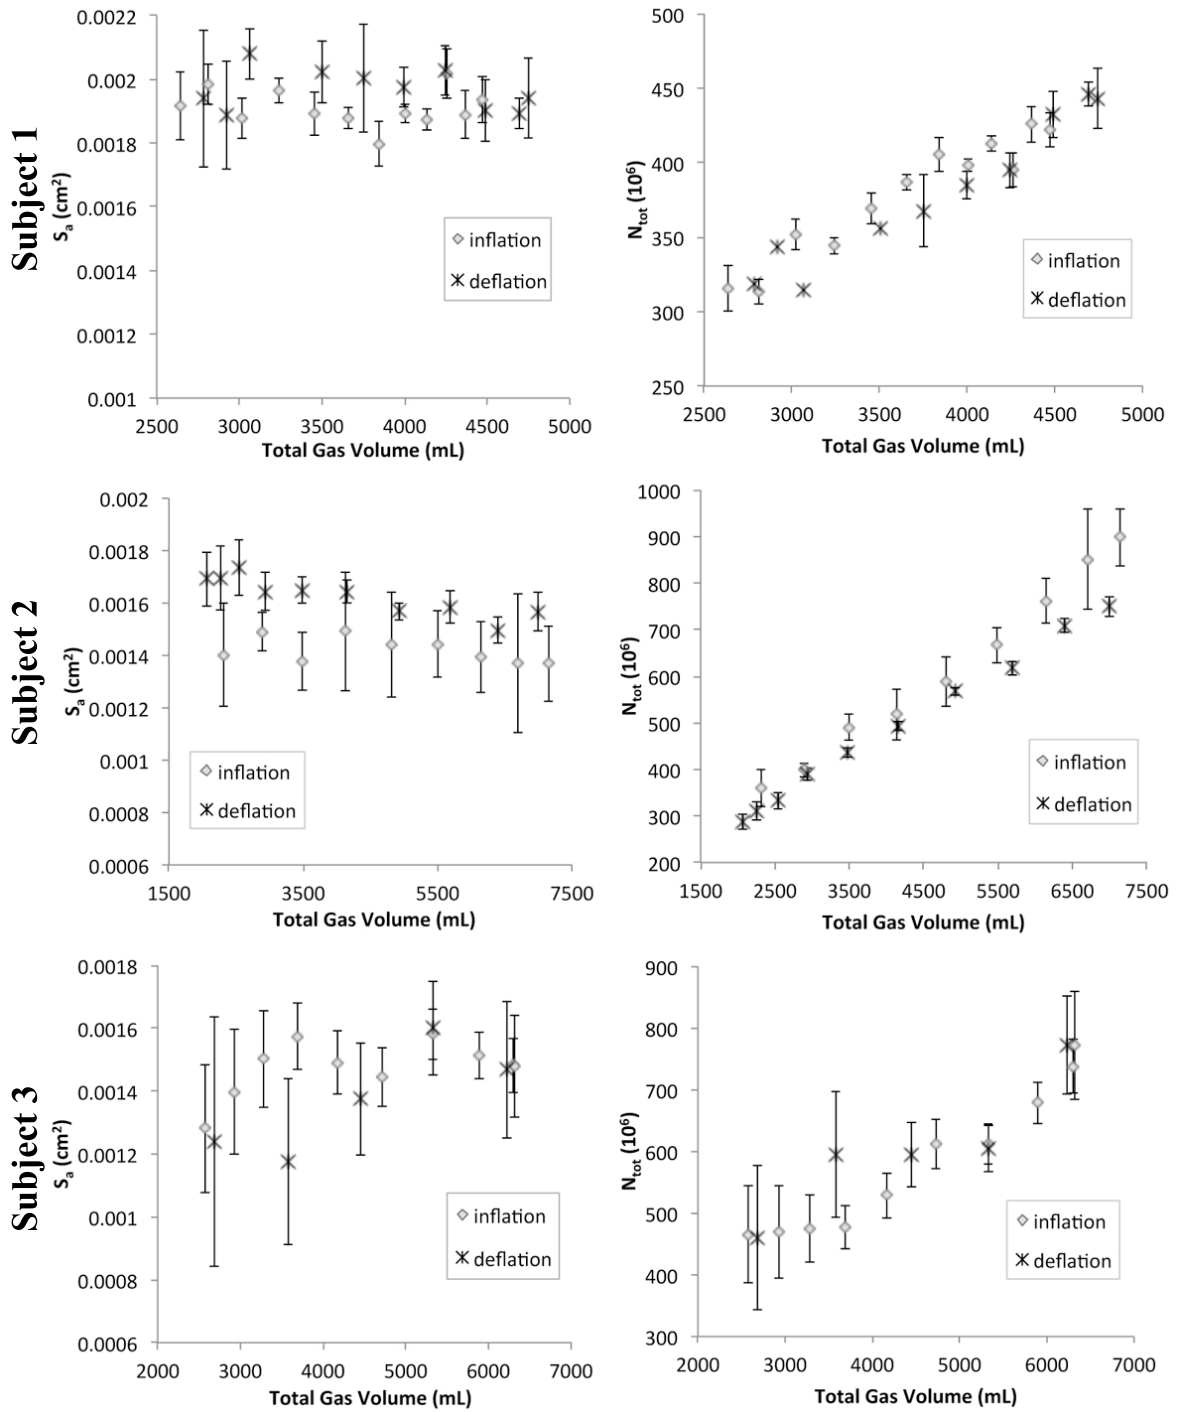 Subject 1
0.0022
0.002
0.0018
0.0016
0.0014
0.0012
0.001
Sa (cm²)
inflation
deflation
2500 3000 3500 4000 4500 5000
Total Gas Volume (mL)
500
450
400
350
300
250
Ntot (10⁶)
inflation
deflation
2500 3000 3500 4000 4500 5000
Total Gas Volume (mL)
Subject 2
0.002
0.0018
0.0016
0.0014
0.0012
0.001
0.0008
0.0006
Sa (cm²)
inflation
deflation
1500 3500 5500 7500
Total Gas Volume (mL)
1000
900
800
700
600
500
400
300
200
Ntot (10⁶)
inflation
deflation
1500 2500 3500 4500 5500 6500 7500
Total Gas Volume (mL)
Subject 3
0.0018
0.0016
0.0014
0.0012
0.001
0.0008
0.0006
Sa (cm²)
inflation
deflation
2000 3000 4000 5000 6000 7000
Total Gas Volume (mL)
900
800
700
600
500
400
300
Ntot (10⁶)
inflation
deflation
2000 3000 4000 5000 6000 7000
Total Gas Volume (mL)